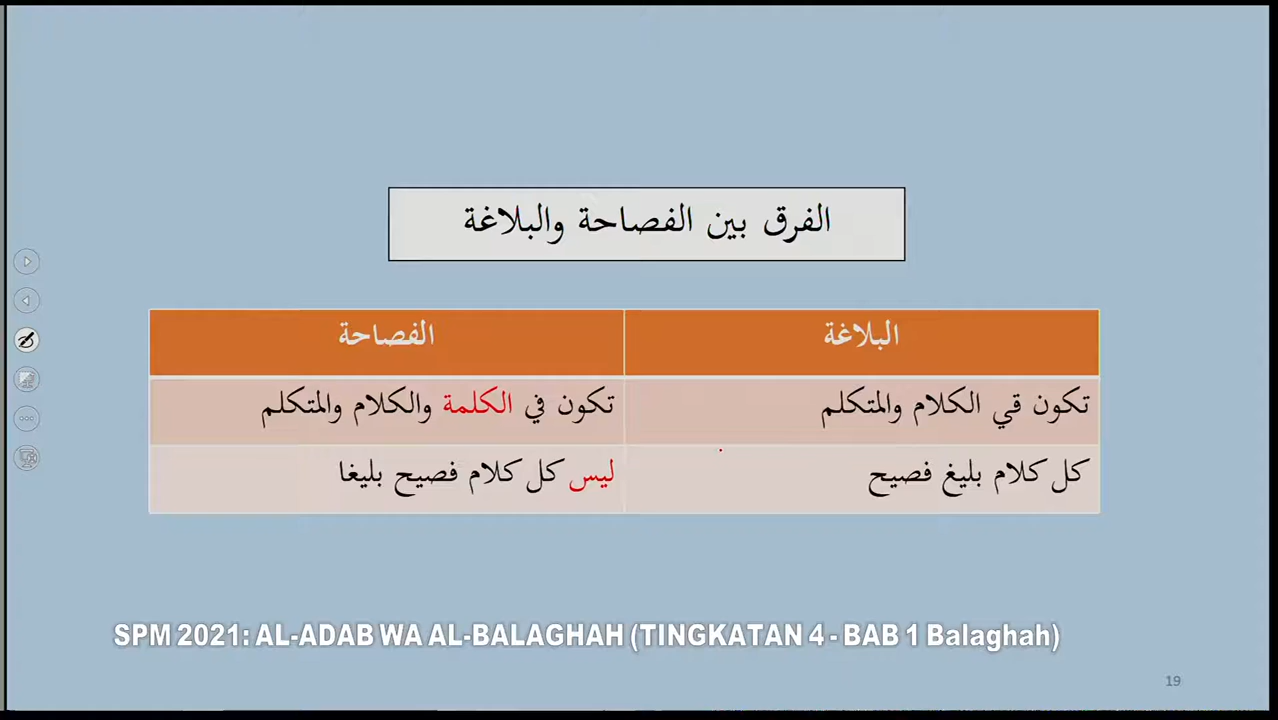 الفرق بين الفصاحة والبلاغة
البلاغة
الفصاحة
تكون قي الكلام والمتكلم
تكون في الكلمة والكلام والمتكلم
كل كلام بليغ فصيح
ليس كل كلام فصيح بليغا
SPM 2021: AL-ADAB WA AL-BALAGHAH (TINGKATAN 4 - BAB 1 Balaghah)
19